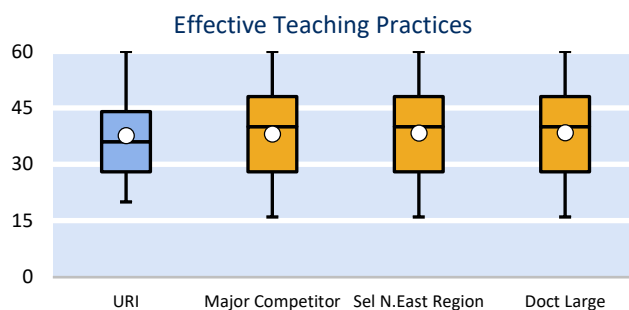 Effective Teaching Practices
60
45
30
15
0
URI Major Competitor Sel N.East Region Doct Large